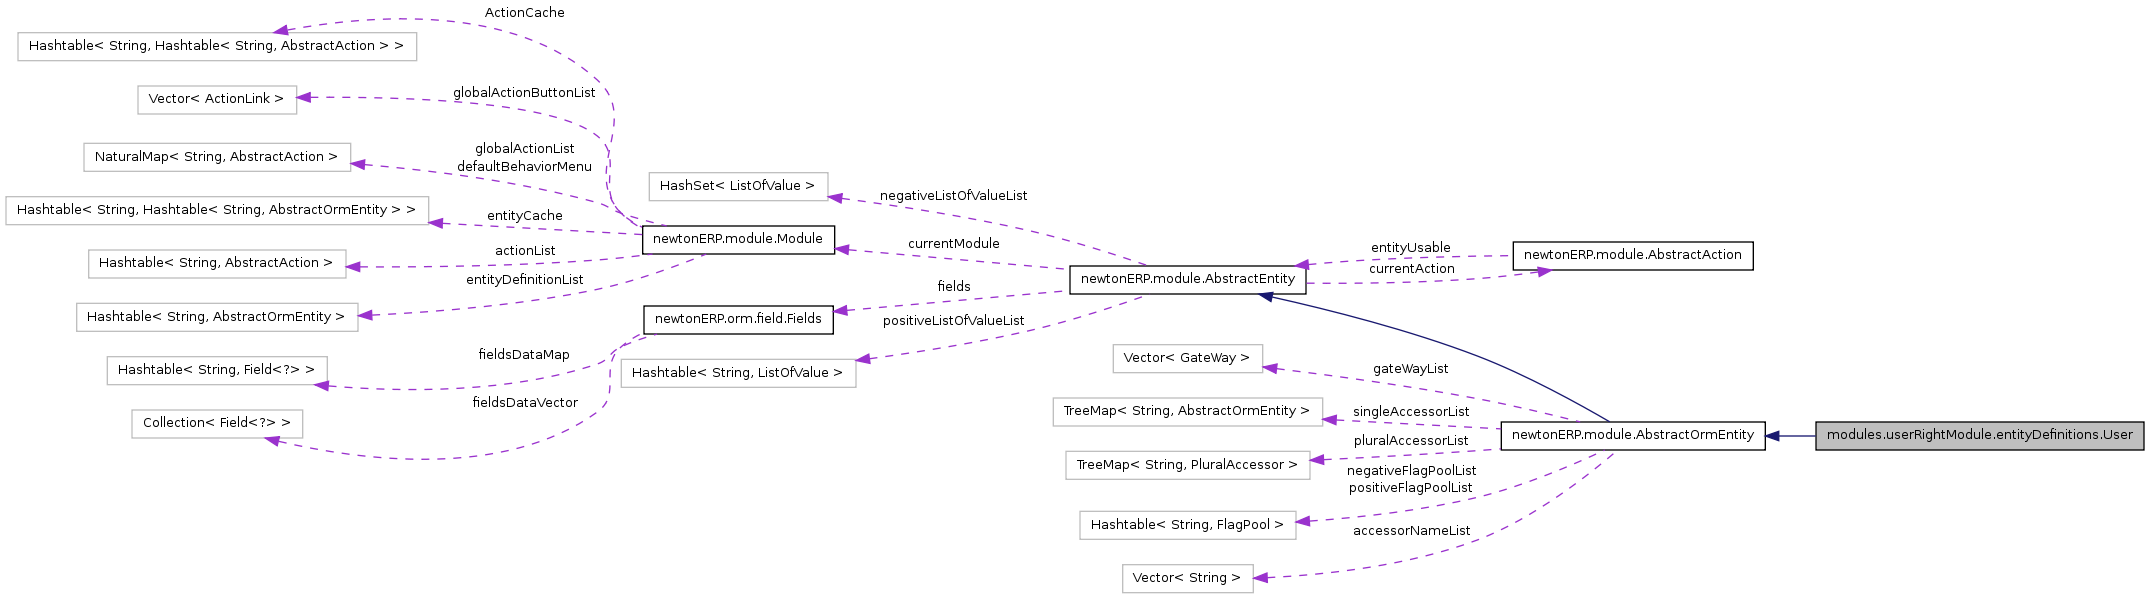 ActionCache
Hashtable< String, Hashtable< String, AbstractAction > >
globalActionButtonList
Vector< ActionLink >
globalActionList
defaultBehaviorMenu
NaturalMap< String, AbstractAction >
HashSet< ListOfValue >
negativeListOfValueList
Hashtable< String, Hashtable< String, AbstractOrmEntity > >
entityCache
newtonERP.module.Module
currentModule
entityUsable
currentAction
newtonERP.module.AbstractAction
actionList
Hashtable< String, AbstractAction >
entityDefinitionList
newtonERP.module.AbstractEntity
fields
Hashtable< String, AbstractOrmEntity >
newtonERP.orm.field.Fields
positiveListOfValueList
fieldsDataMap
Hashtable< String, Field<?> >
Hashtable< String, ListOfValue >
Vector< GateWay >
gateWayList
fieldsDataVector
Collection< Field<?> >
TreeMap< String, AbstractOrmEntity >
singleAccessorList
newtonERP.module.AbstractOrmEntity
modules.userRightModule.entityDefinitions.User
pluralAccessorList
TreeMap< String, PluralAccessor >
negativeFlagPoolList
positiveFlagPoolList
Hashtable< String, FlagPool >
accessorNameList
Vector< String >